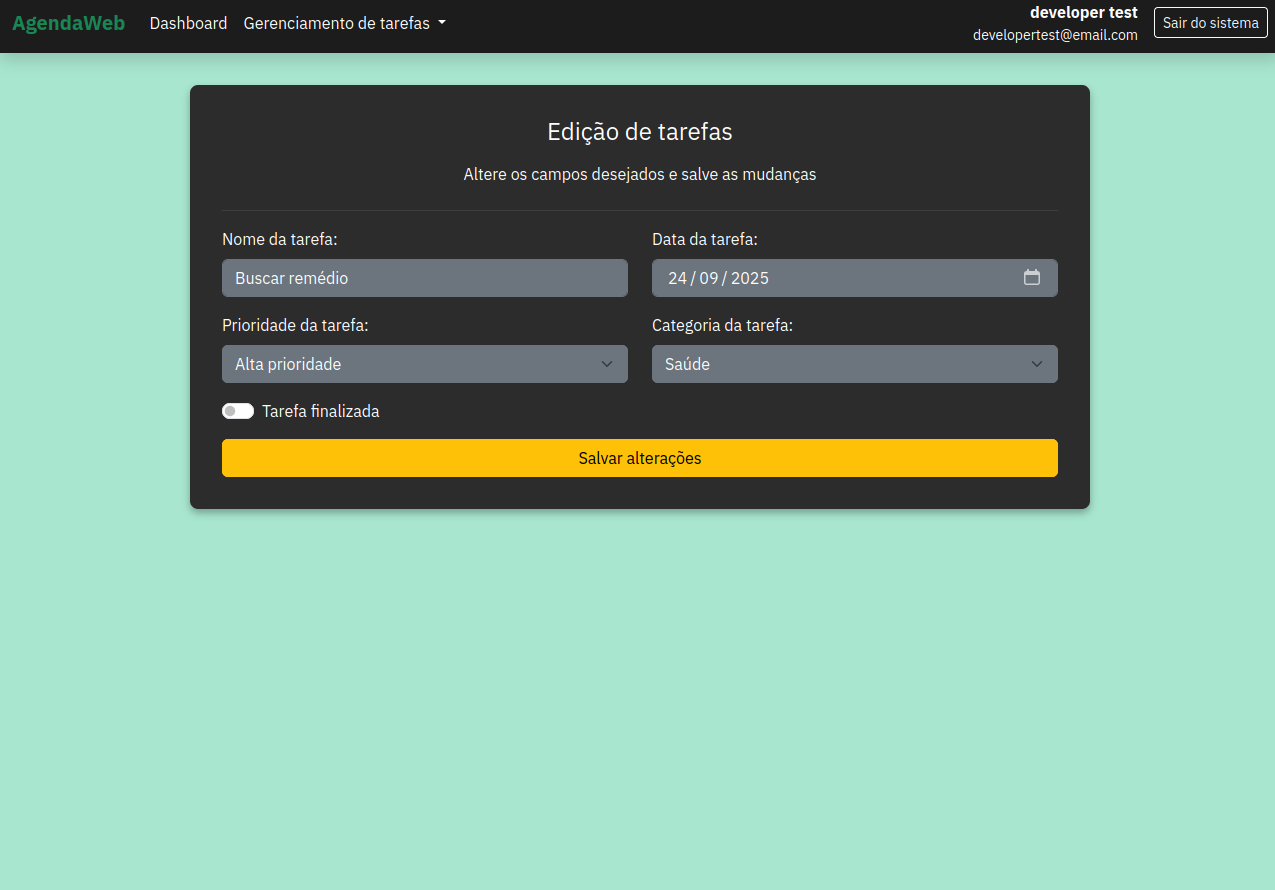 AgendaWeb Dashboard Gerenciamento de tarefas
developer test
developertest@email.com
Sair do sistema
Edição de tarefas
Altere os campos desejados e salve as mudanças
Nome da tarefa:
Buscar remédio
Data da tarefa:
24 / 09 / 2025
Prioridade da tarefa:
Alta prioridade
Categoria da tarefa:
Saúde
Tarefa finalizada
Salvar alterações